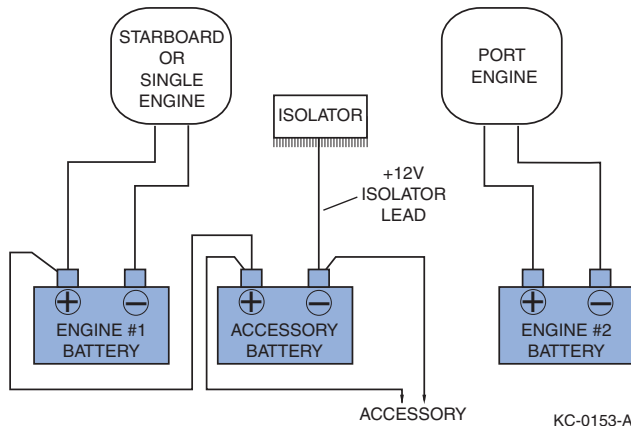 STARBOARD
OR
SINGLE
ENGINE
PORT
ENGINE
ISOLATOR
+12V
ISOLATOR
LEAD
+
−
ENGINE #1
BATTERY
+
−
ACCESSORY
BATTERY
+
−
ENGINE #2
BATTERY
ACCESSORY
KC-0153-A